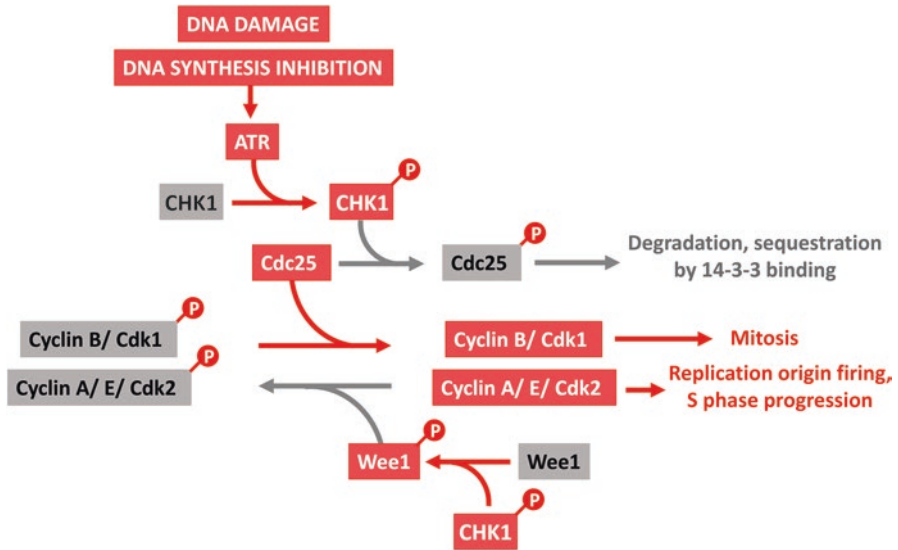 DNA DAMAGE
DNA SYNTHESIS INHIBITION
ATR
P
CHK1
CHK1
P
Cdc25
Cdc25
Degradation, sequestration
by 14-3-3 binding
P
Cyclin B/ Cdk1
Cyclin B/ Cdk1
Mitosis
P
Cyclin A/ E/ Cdk2
Cyclin A/ E/ Cdk2
Replication origin firing,
S phase progression
P
Wee1
Wee1
P
CHK1